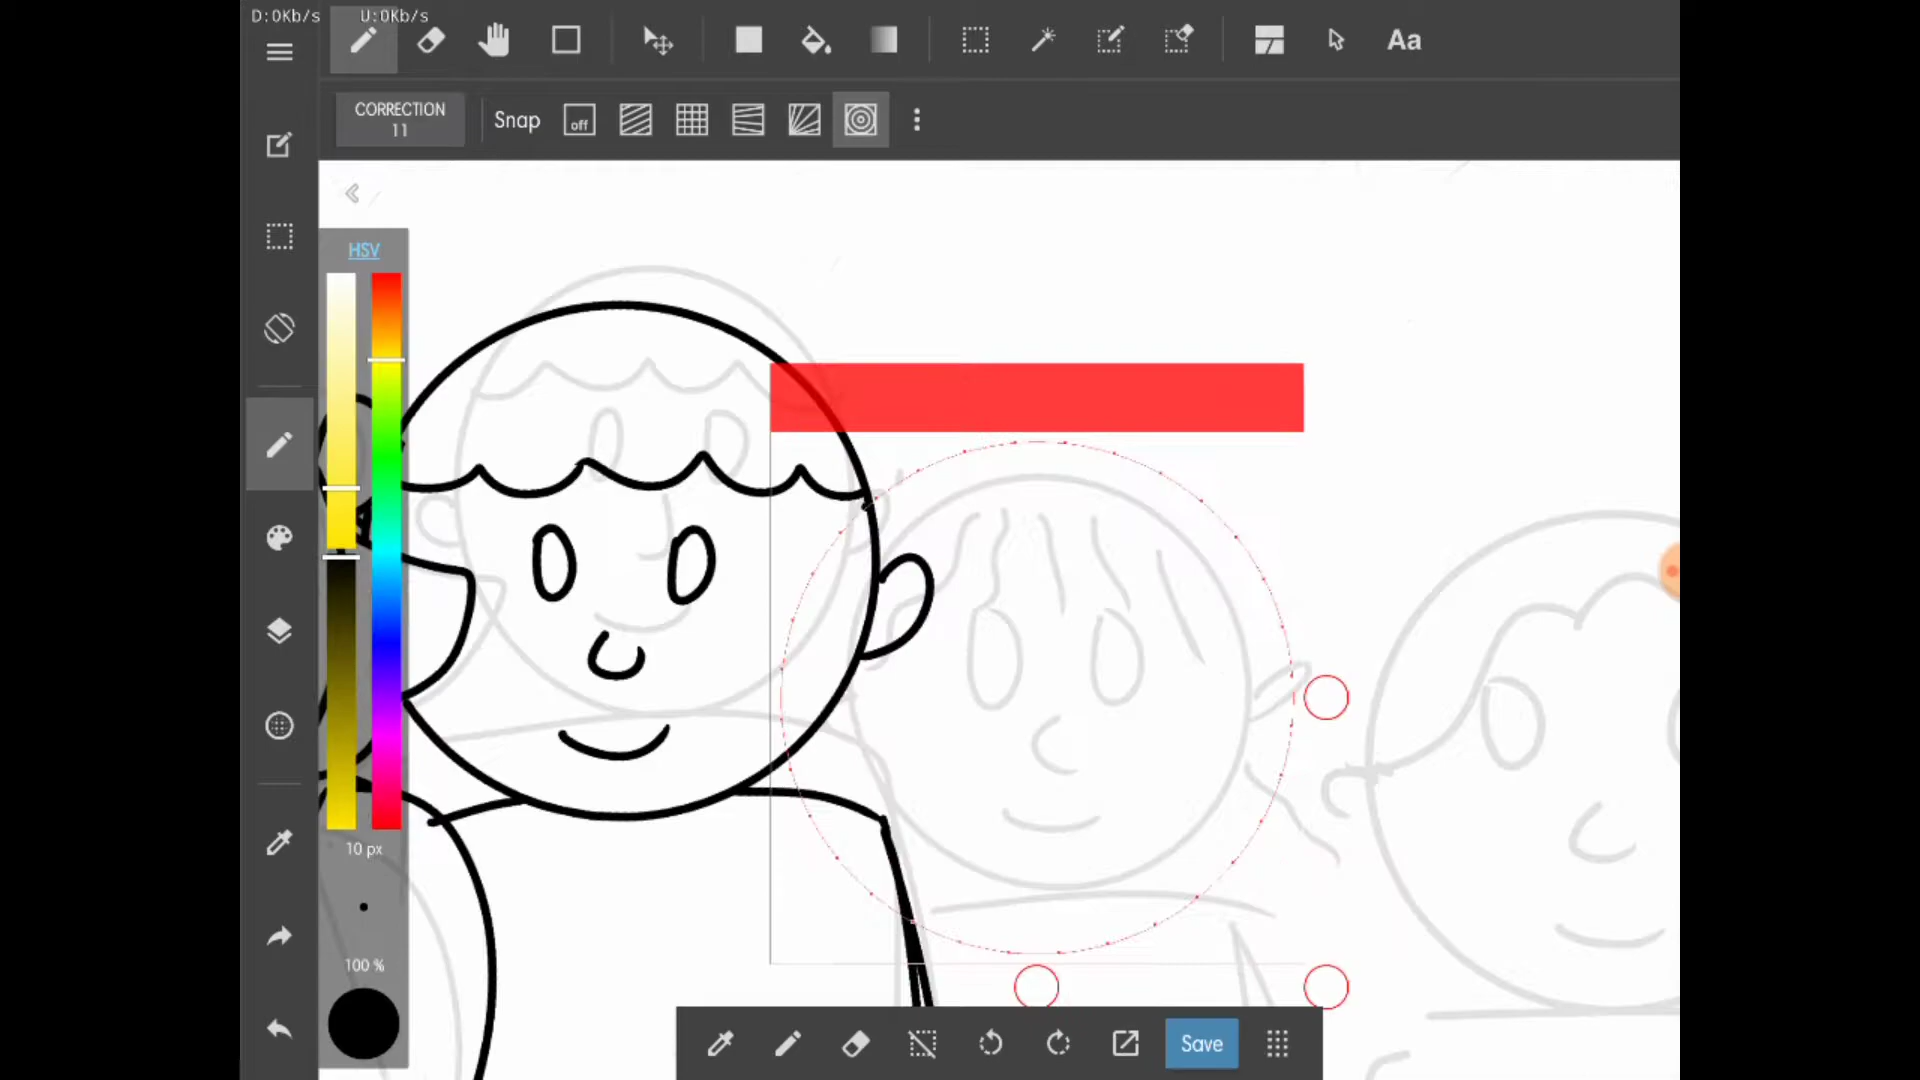 D:0Kb/s U:0Kb/s
Aa
CORRECTION
11
Snap
off
HSV
10 px
100 %
Save